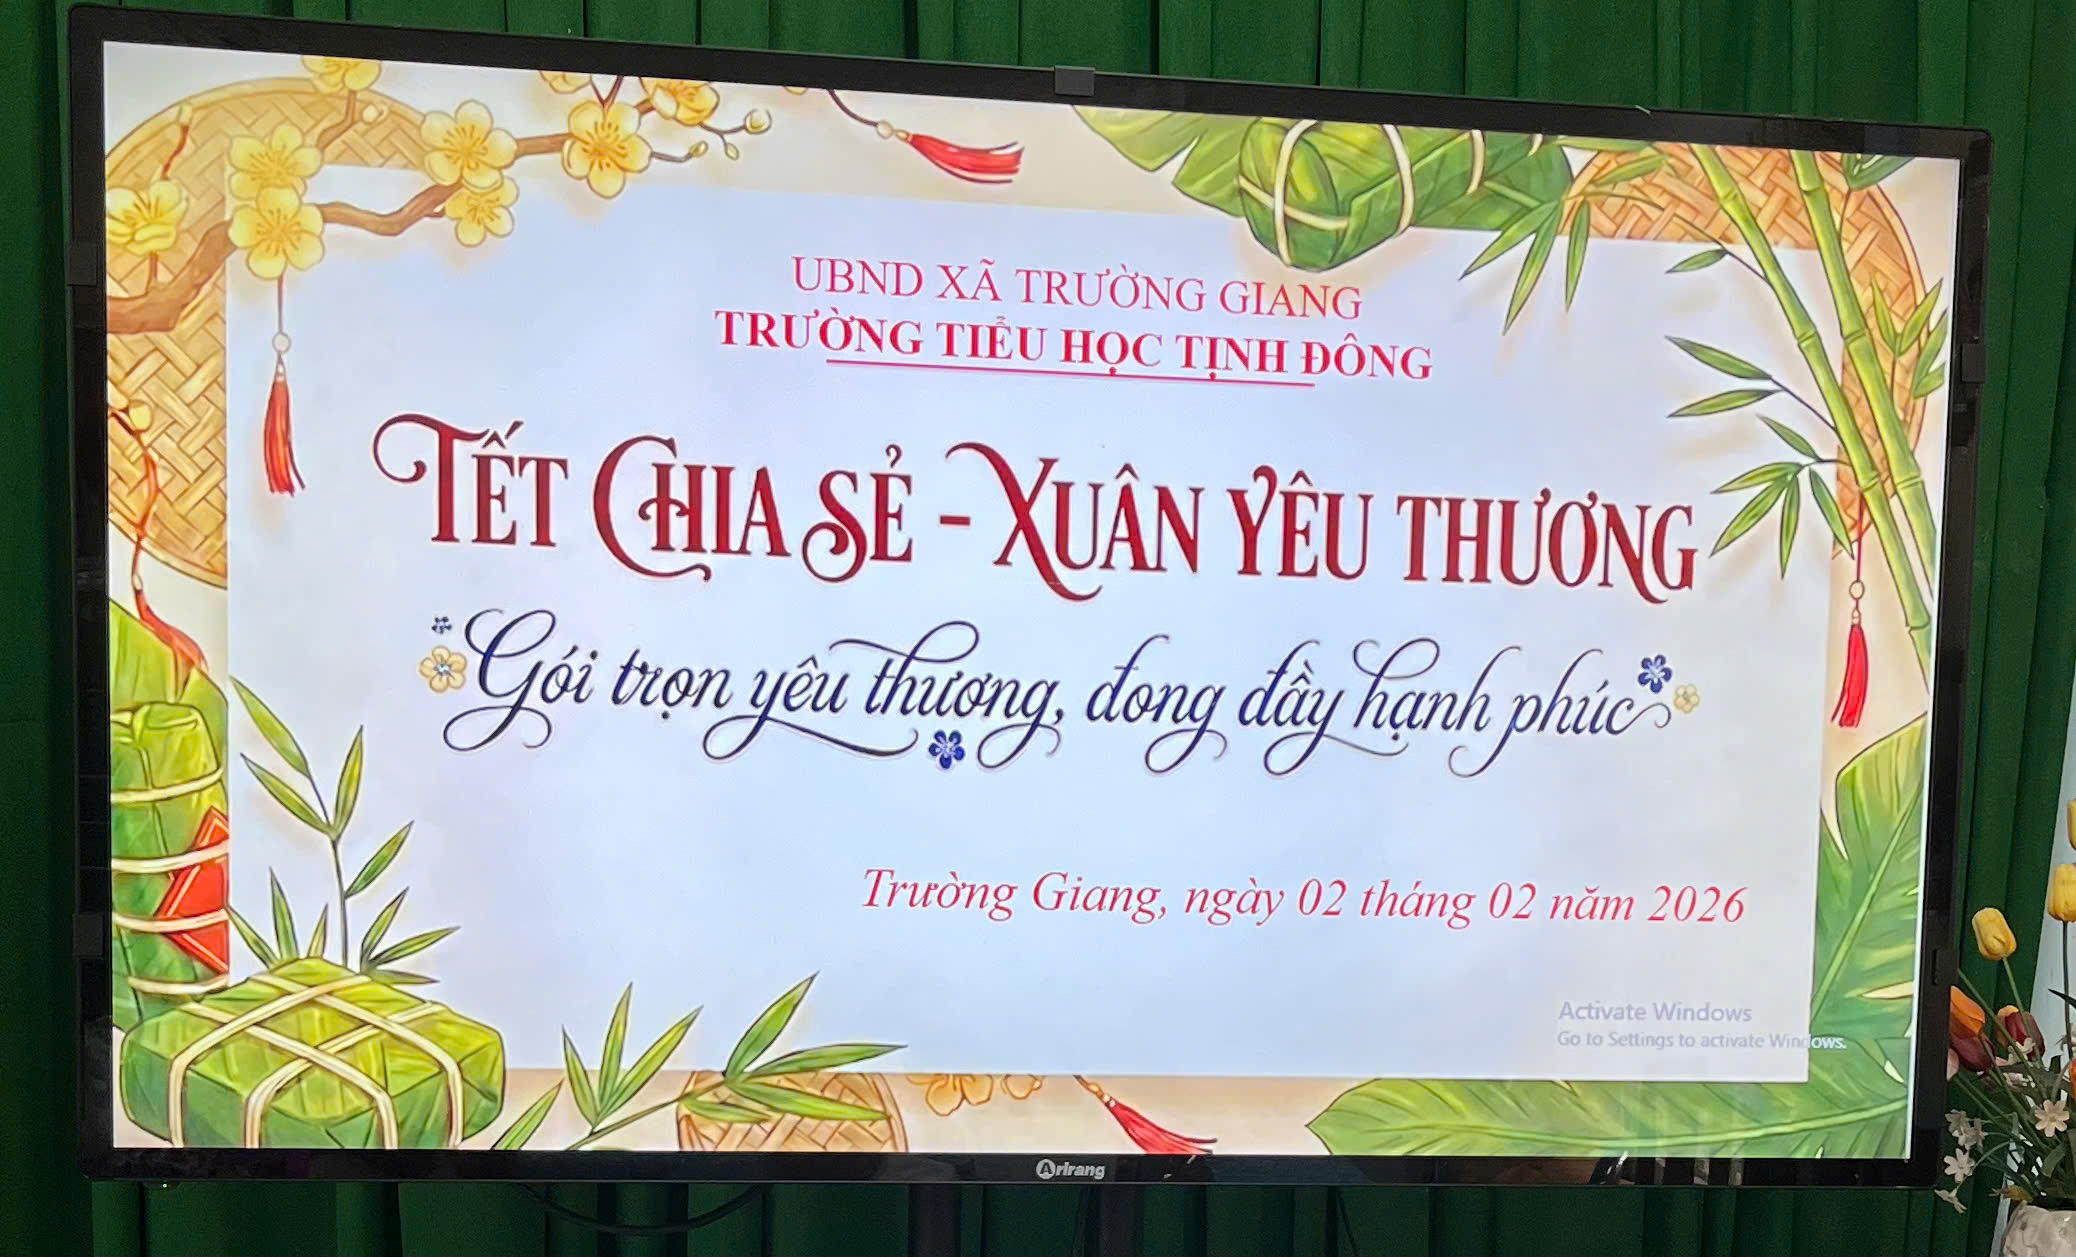 UBND XÃ TRƯỜNG GIANG
TRƯỜNG TIỂU HỌC TỊNH ĐÔNG
TẾT CHIA SẺ - XUÂN YÊU THƯƠNG
Gói trọn yêu thương, đong đầy hạnh phúc
Trường Giang, ngày 02 tháng 02 năm 2026
Activate Windows
Go to Settings to activate Windows.
Arirang